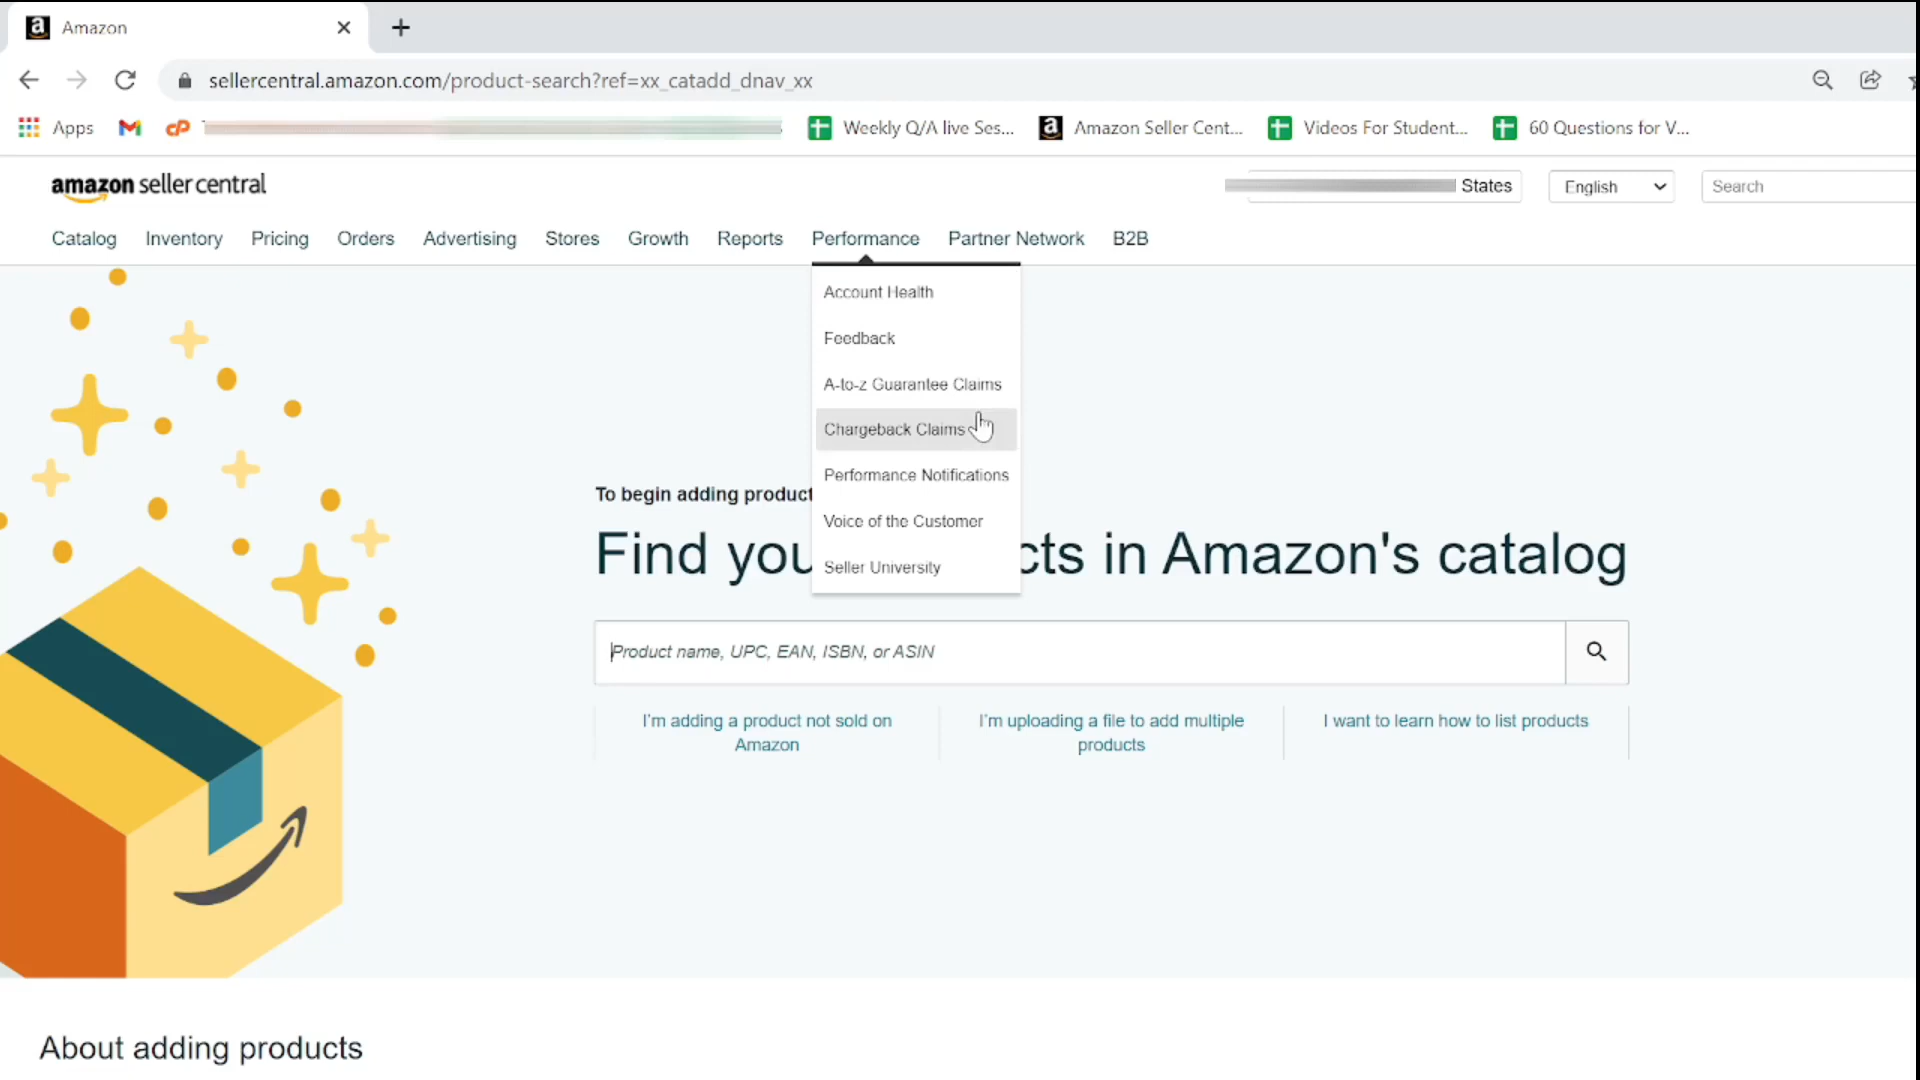 Amazon
sellercentral.amazon.com/product-search?ref=xx_catadd_dnav_xx
Apps
Weekly Q/A live Ses...
Amazon Seller Cent...
Videos For Student...
60 Questions for V...
amazon seller central
States
English
Search
Catalog Inventory Pricing Orders Advertising Stores Growth Reports Performance Partner Network B2B
Account Health
Feedback
A-to-z Guarantee Claims
Chargeback Claims
Performance Notifications
Voice of the Customer
Seller University
To begin adding product
Find you cts in Amazon's catalog
Product name, UPC, EAN, ISBN, or ASIN
I'm adding a product not sold on
Amazon
I'm uploading a file to add multiple
products
I want to learn how to list products
About adding products